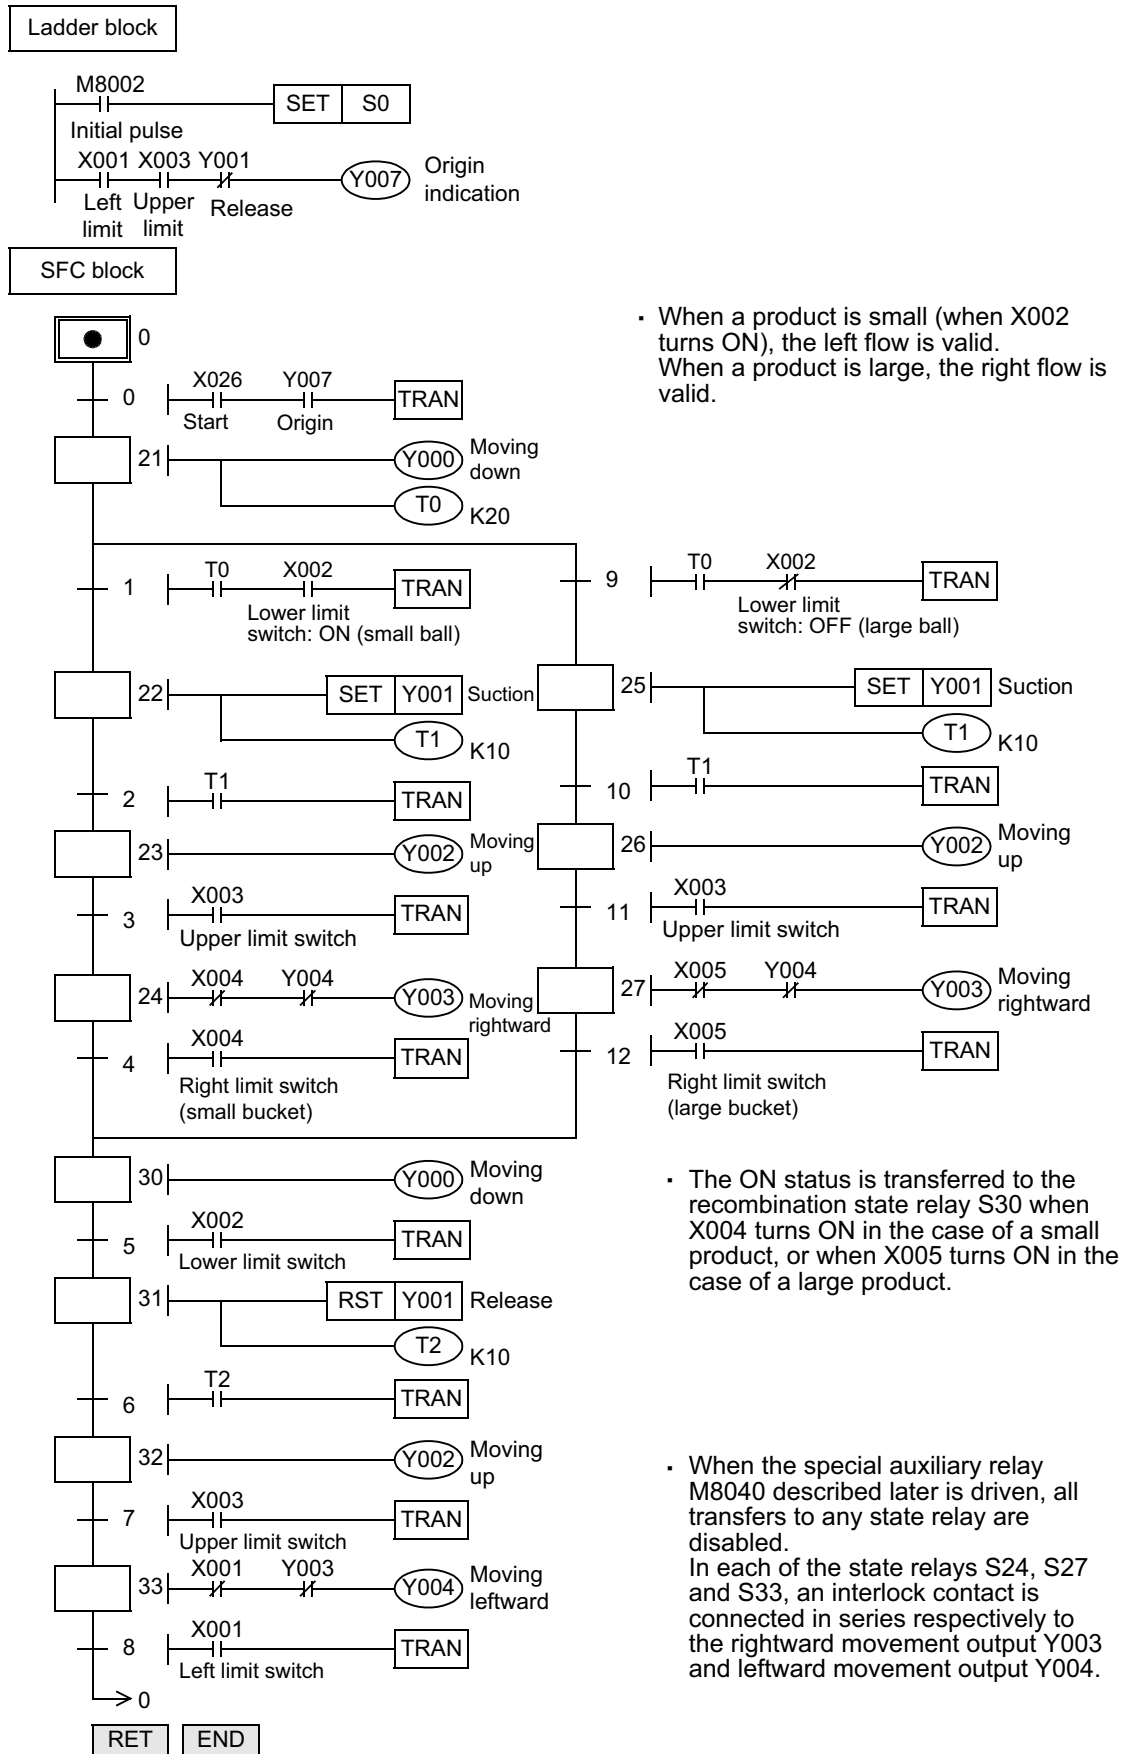 Ladder block
M8002
SET S0
Initial pulse
X001 X003 Y001
Y007
Origin
indication
Left
limit
Upper
limit
Release
SFC block
0
▪ When a product is small (when X002
turns ON), the left flow is valid.
When a product is large, the right flow is
valid.
0 X026 Y007 TRAN
Start Origin
21 Y000 Moving
down
T0 K20
1 T0 X002 TRAN
Lower limit
switch: ON (small ball)
9 T0 X002 TRAN
Lower limit
switch: OFF (large ball)
22 SET Y001 Suction
T1 K10
25 SET Y001 Suction
T1 K10
2 T1 TRAN
10 T1 TRAN
23 Y002 Moving
up
26 Y002 Moving
up
3 X003 TRAN
Upper limit switch
11 X003 TRAN
Upper limit switch
24 X004 Y004 Y003 Moving
rightward
27 X005 Y004 Y003 Moving
rightward
4 X004 TRAN
Right limit switch
(small bucket)
12 X005 TRAN
Right limit switch
(large bucket)
30 Y000 Moving
down
5 X002 TRAN
Lower limit switch
▪ The ON status is transferred to the
recombination state relay S30 when
X004 turns ON in the case of a small
product, or when X005 turns ON in the
case of a large product.
31 RST Y001 Release
T2 K10
6 T2 TRAN
32 Y002 Moving
up
7 X003 TRAN
Upper limit switch
33 X001 Y003 Y004 Moving
leftward
8 X001 TRAN
Left limit switch
0
▪ When the special auxiliary relay
M8040 described later is driven, all
transfers to any state relay are
disabled.
In each of the state relays S24, S27
and S33, an interlock contact is
connected in series respectively to
the rightward movement output Y003
and leftward movement output Y004.
RET END